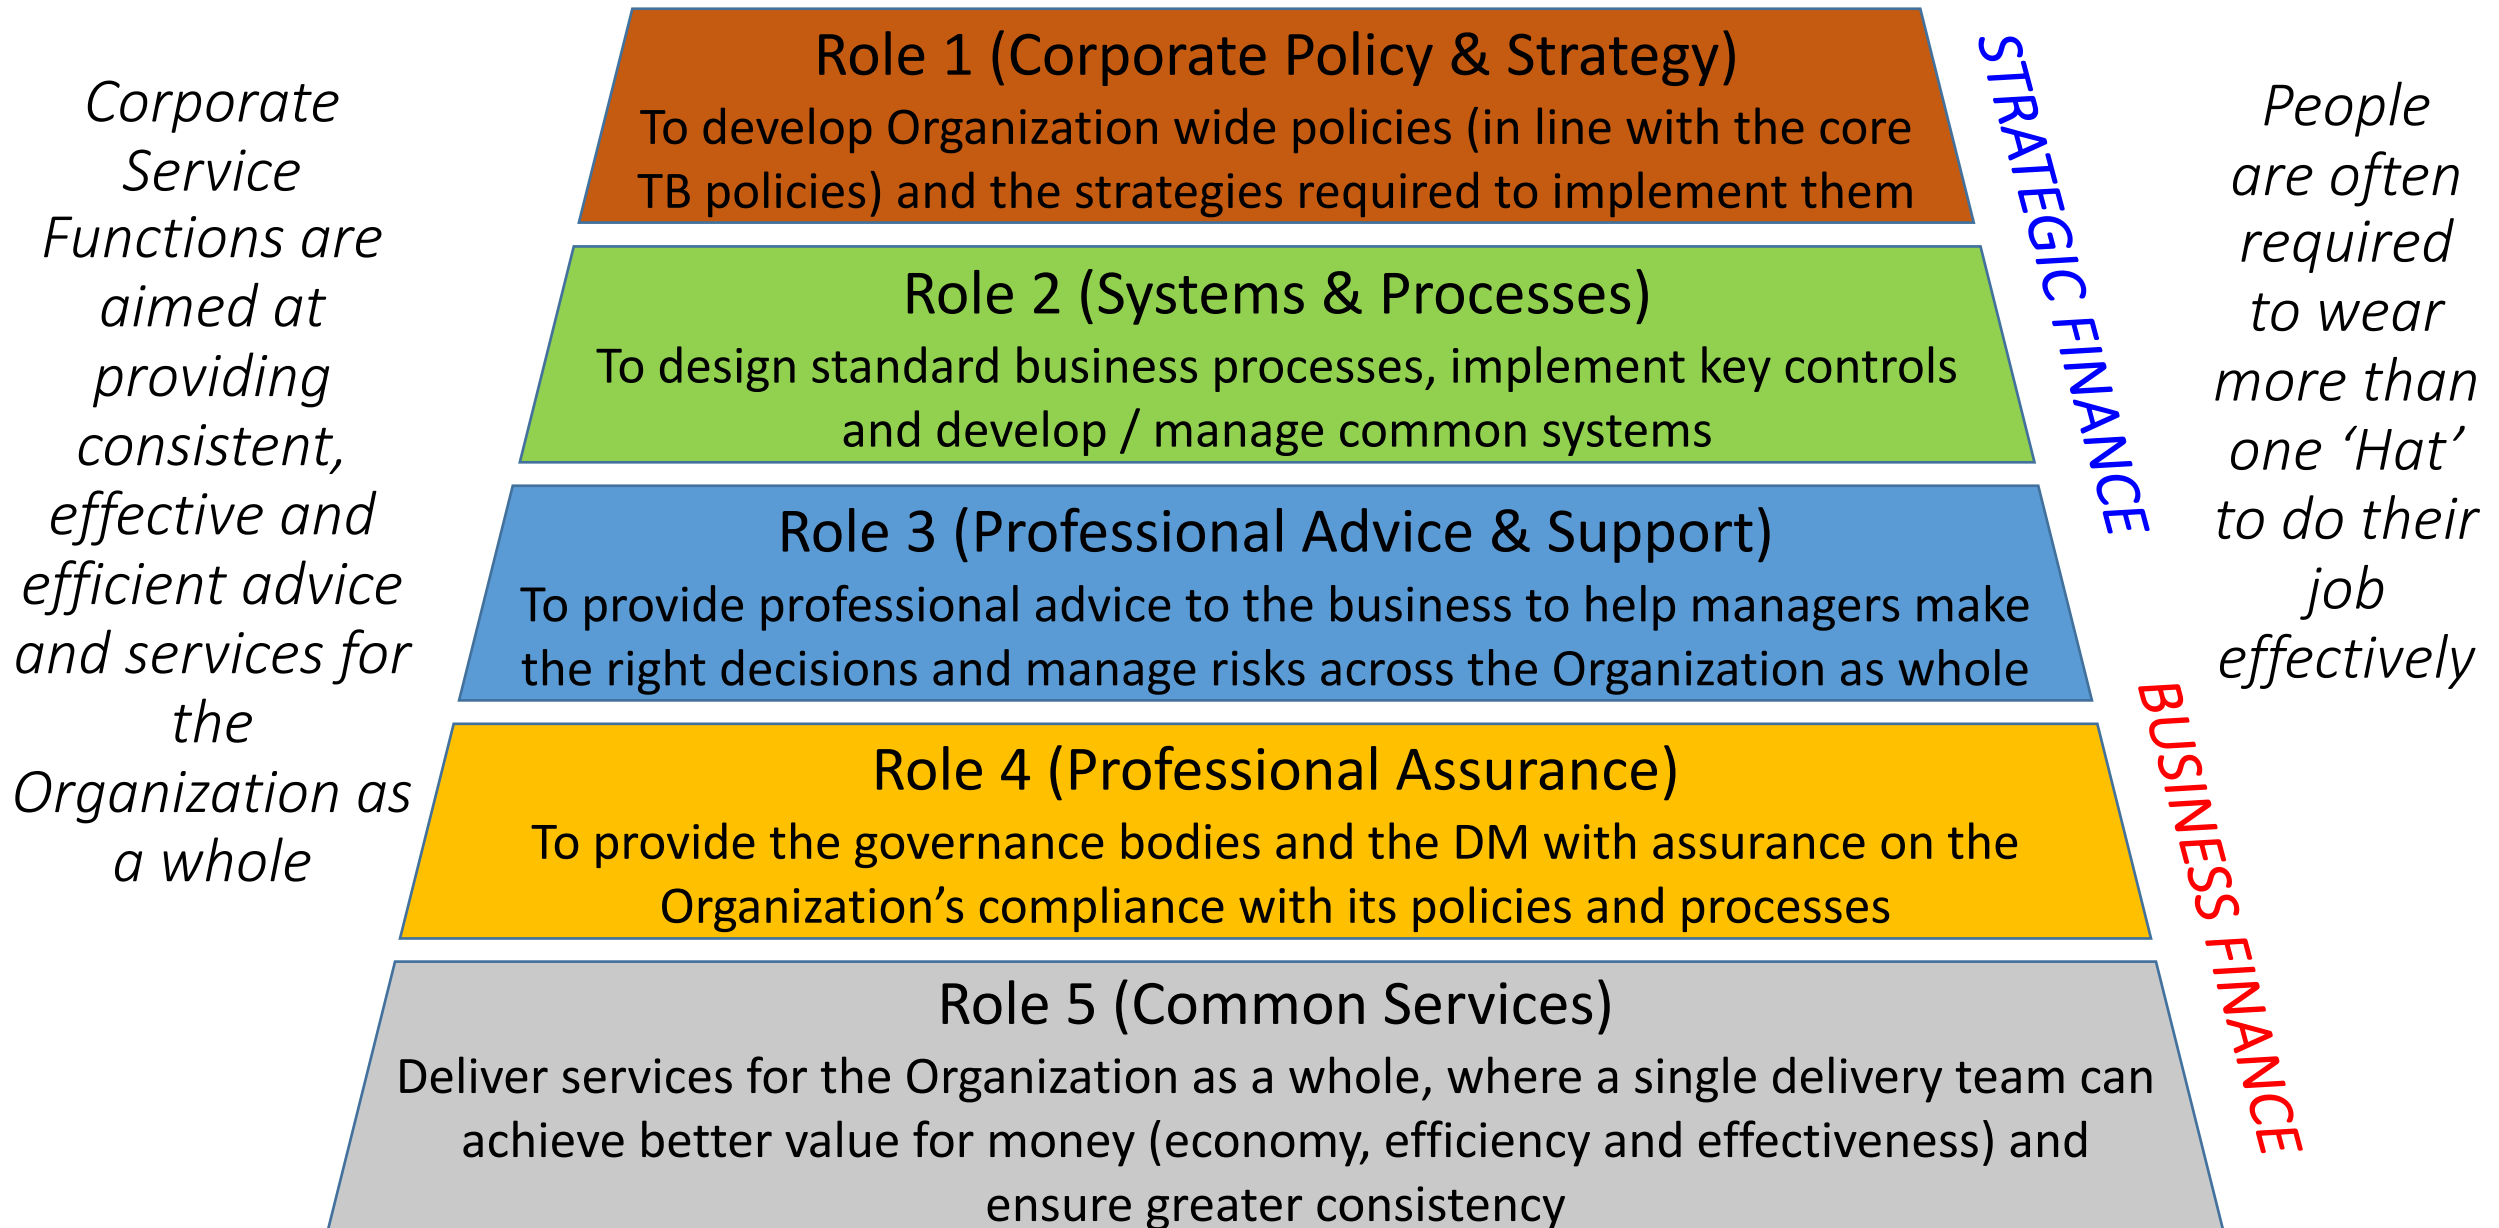 Corporate
Service
Functions are
aimed at
providing
consistent,
effective and
efficient advice
and services for
the
Organization as
a whole
Role 1 (Corporate Policy & Strategy)
To develop Organization wide policies (in line with the core
TB policies) and the strategies required to implement them
Role 2 (Systems & Processes)
To design standard business processes, implement key controls
and develop / manage common systems
Role 3 (Professional Advice & Support)
To provide professional advice to the business to help managers make
the right decisions and manage risks across the Organization as whole
Role 4 (Professional Assurance)
To provide the governance bodies and the DM with assurance on the
Organization’s compliance with its policies and processes
Role 5 (Common Services)
Deliver services for the Organization as a whole, where a single delivery team can
achieve better value for money (economy, efficiency and effectiveness) and
ensure greater consistency
STRATEGIC FINANCE
BUSINESS FINANCE
People
are often
required
to wear
more than
one ‘Hat’
to do their
job
effectively